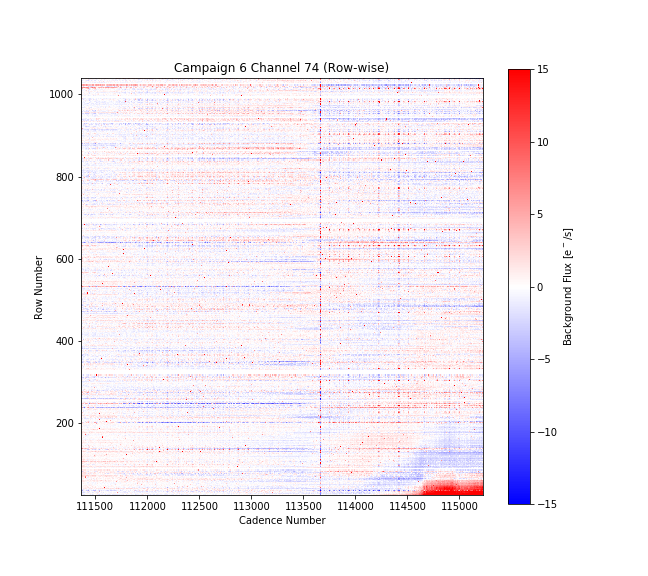 Campaign 6 Channel 74 (Row-wise)
1000
800
600
400
200
Row Number
111500 112000 112500 113000 113500 114000 114500 115000
Cadence Number
15
10
5
0
−5
−10
−15
Background Flux [e⁻/s]